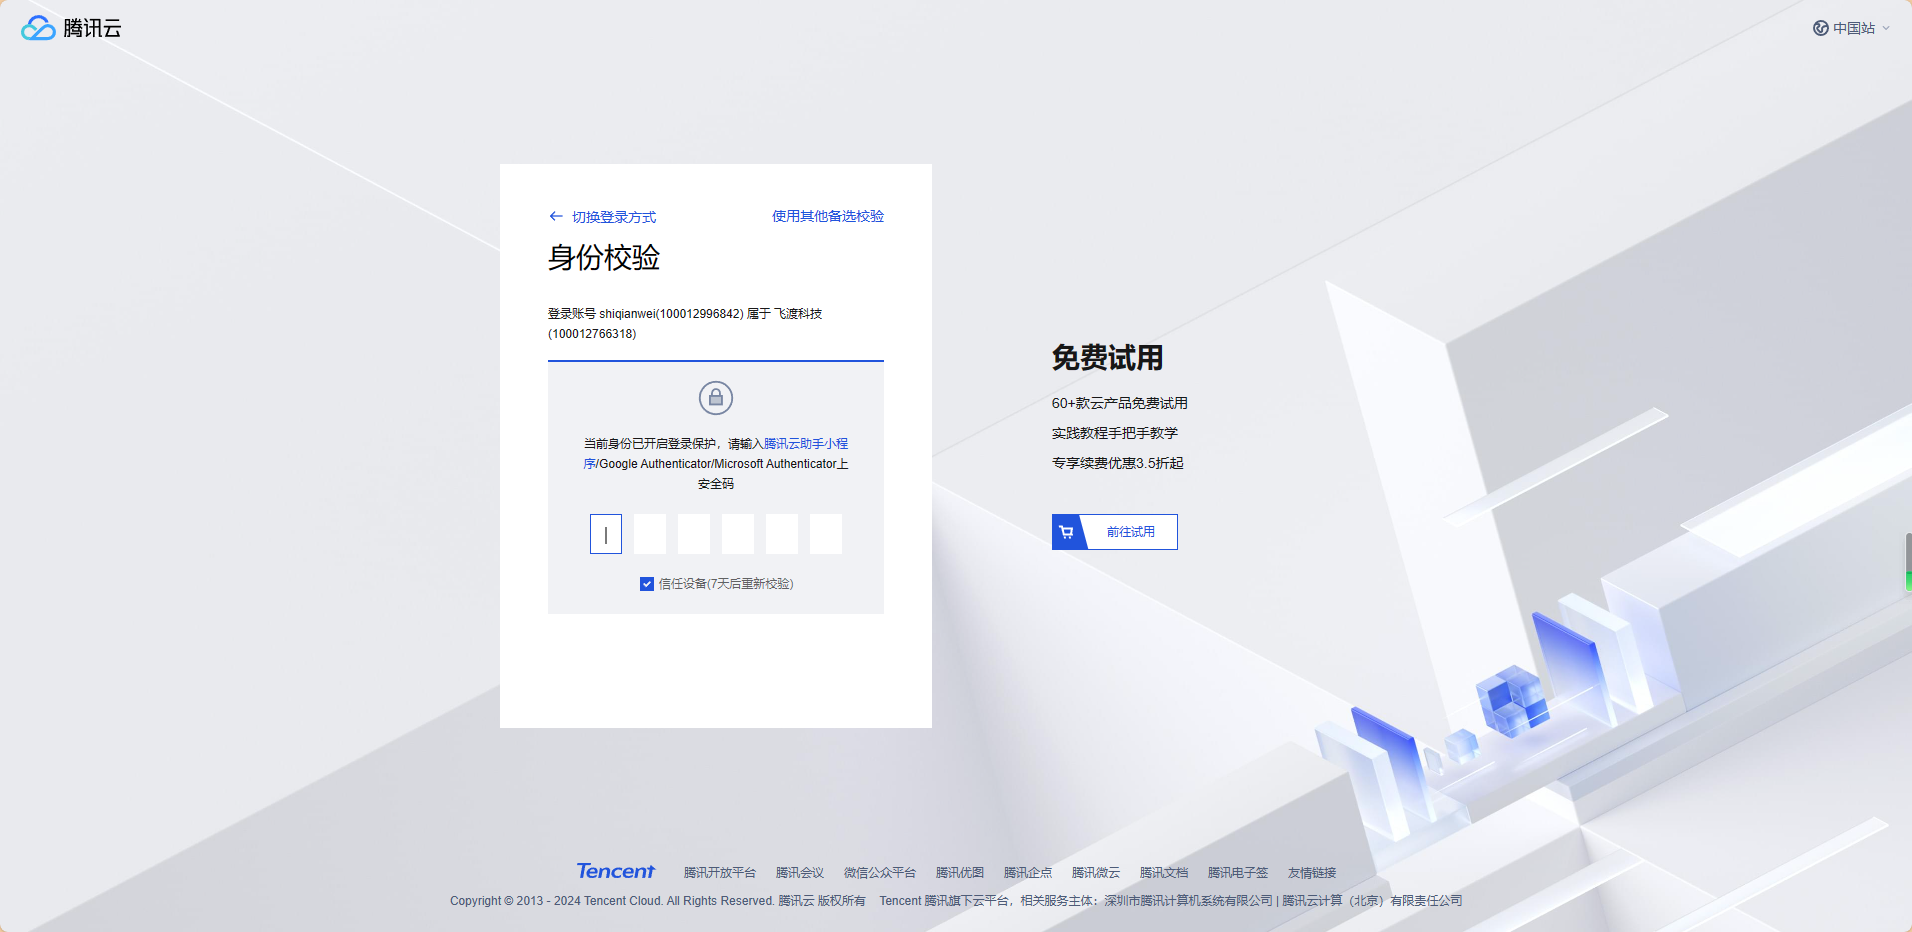 腾讯云
中国站
切换登录方式
使用其他备选校验
身份校验
登录账号 shiqianwei(100012996842) 属于 飞渡科技
(100012766318)
当前身份已开启登录保护，请输入腾讯云助手小程
序/Google Authenticator/Microsoft Authenticator上
安全码
信任设备(7天后重新校验)
免费试用
60+款云产品免费试用
实践教程手把手教学
专享续费优惠3.5折起
前往试用
Tencent 腾讯开放平台 腾讯会议 微信公众平台 腾讯优图 腾讯企点 腾讯微云 腾讯文档 腾讯电子签 友情链接
Copyright © 2013 - 2024 Tencent Cloud. All Rights Reserved. 腾讯云 版权所有 Tencent 腾讯旗下云平台，相关服务主体：深圳市腾讯计算机系统有限公司 | 腾讯云计算（北京）有限责任公司